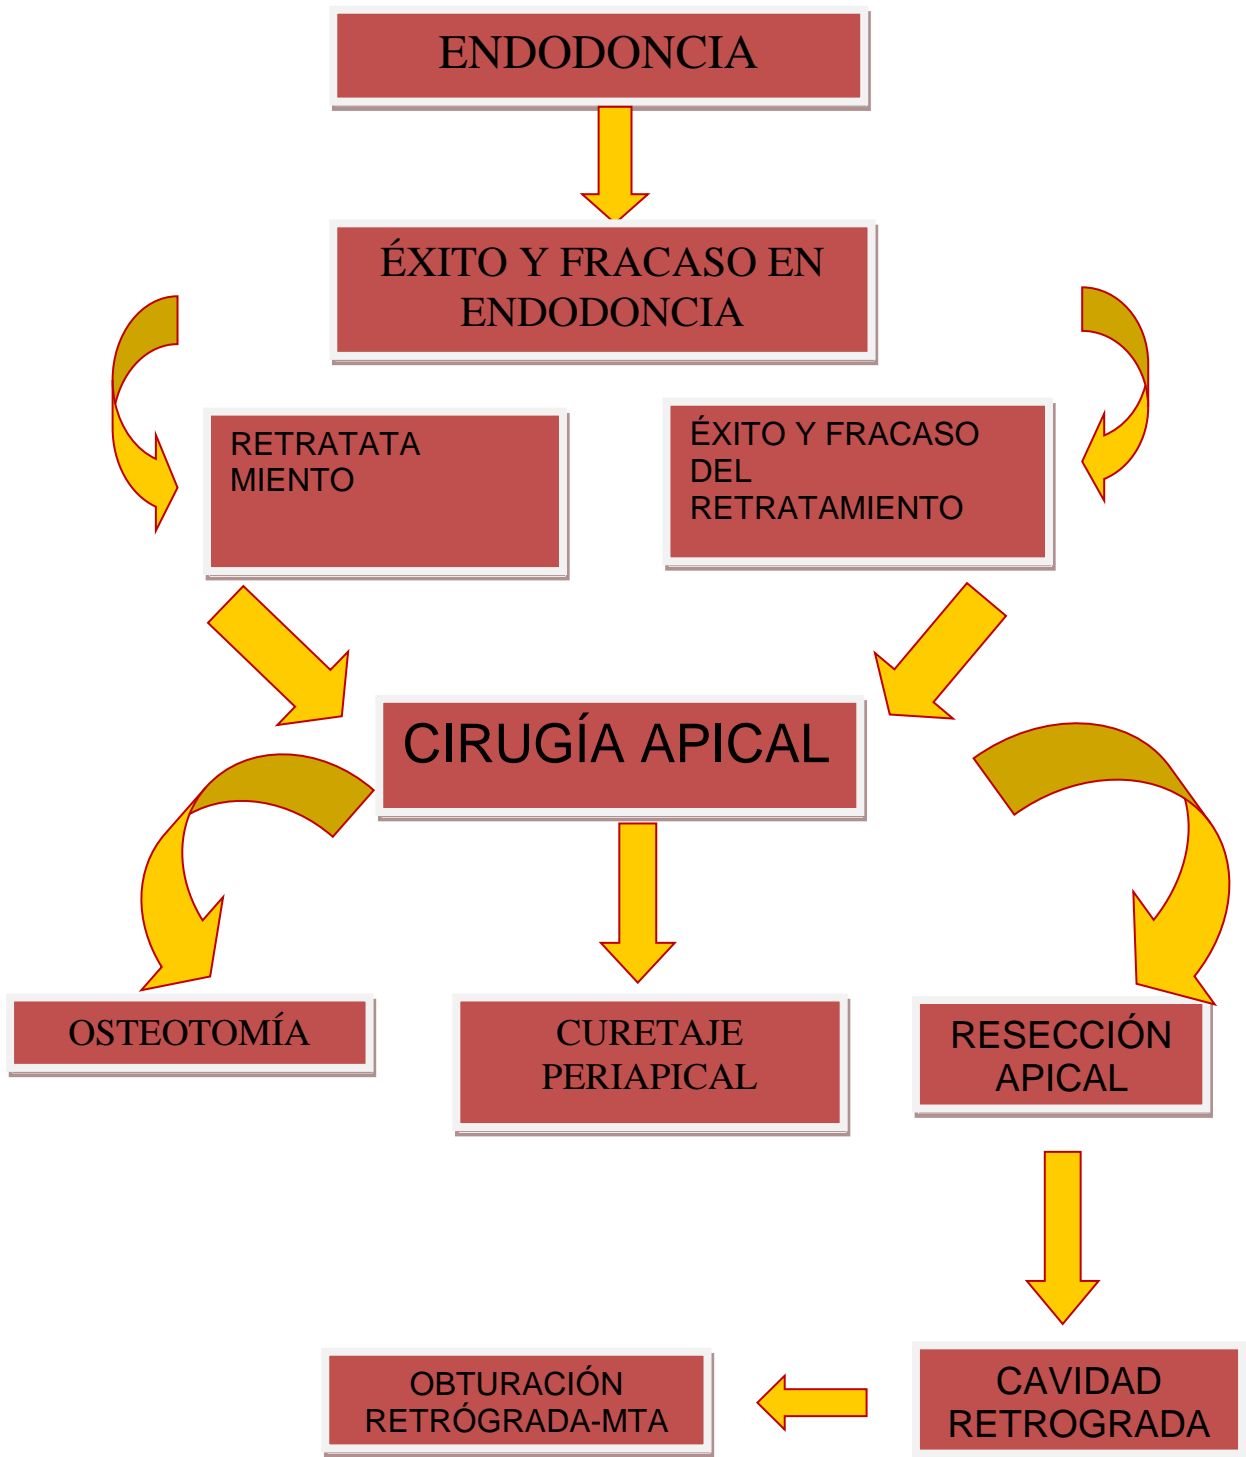 ENDODONCIA
ÉXITO Y FRACASO EN
ENDODONCIA
RETRATATA
MIENTO
ÉXITO Y FRACASO
DEL
RETRATAMIENTO
CIRUGÍA APICAL
OSTEOTOMÍA
CURETAJE
PERIAPICAL
RESECCIÓN
APICAL
OBTURACIÓN
RETRÓGRADA-MTA
CAVIDAD
RETROGRADA